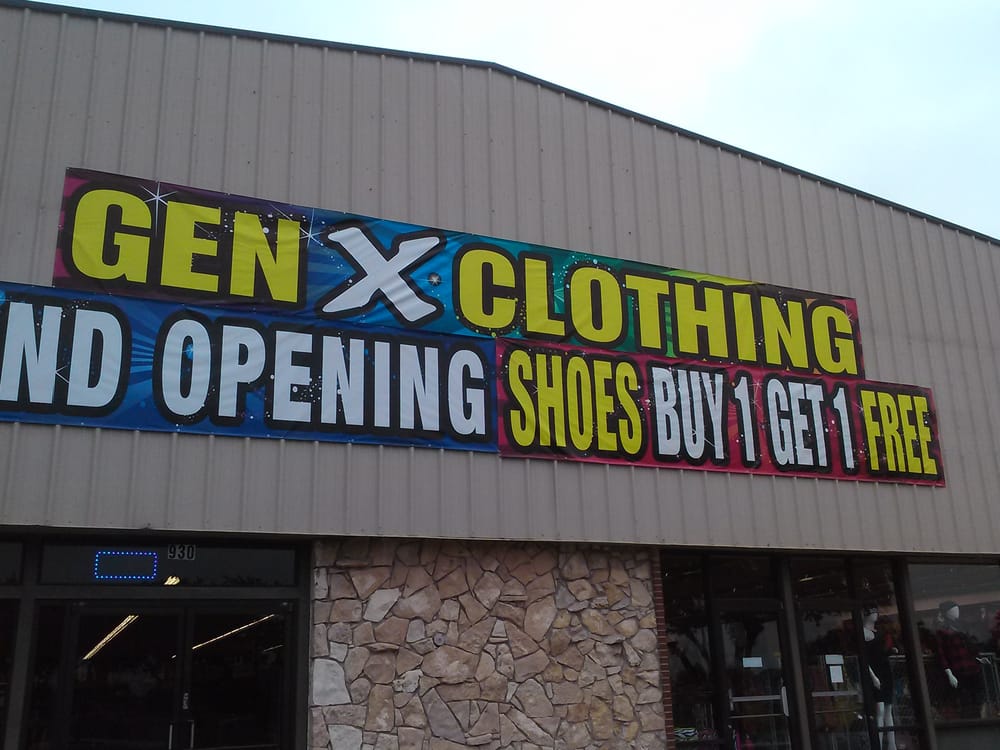 GEN X CLOTHING
ND OPENING
SHOES BUY 1 GET 1 FREE
930